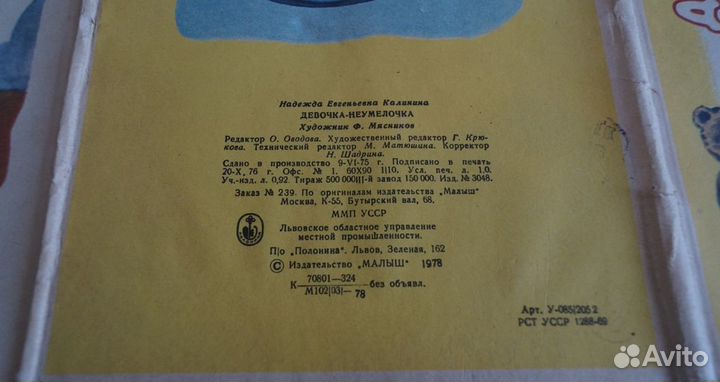 Надежда Евгеньевна Калинина
ДЕВОЧКА-НЕУМЕЛОЧКА
Художник Ф. Мясников
Редактор О. Оводова. Художественный редактор Г. Крю-
кова. Технический редактор М. Матюшина. Корректор
Н. Шадрина.
Сдано в производство 9-VI-75 г. Подписано в печать
20-X, 76 г. Офс. № 1. 60X90 1|10. Усл. печ. л. 1,0.
Уч.-изд. л. 0,92. Тираж 500 000III-й завод 150 000. Изд. № 3048.
Заказ № 239. По оригиналам издательства „Малыш"
Москва, К-55, Бутырский вал, 68.
ММП УССР
Львовское областное управление
местной промышленности.
П|о „Полонина". Львов, Зеленая, 162
© Издательство „МАЛЫШ" 1978
К 70801—324
М102|03|—78 без объявл.
Арт. У-085|205 2
РСТ УССР 1288-69
Avito